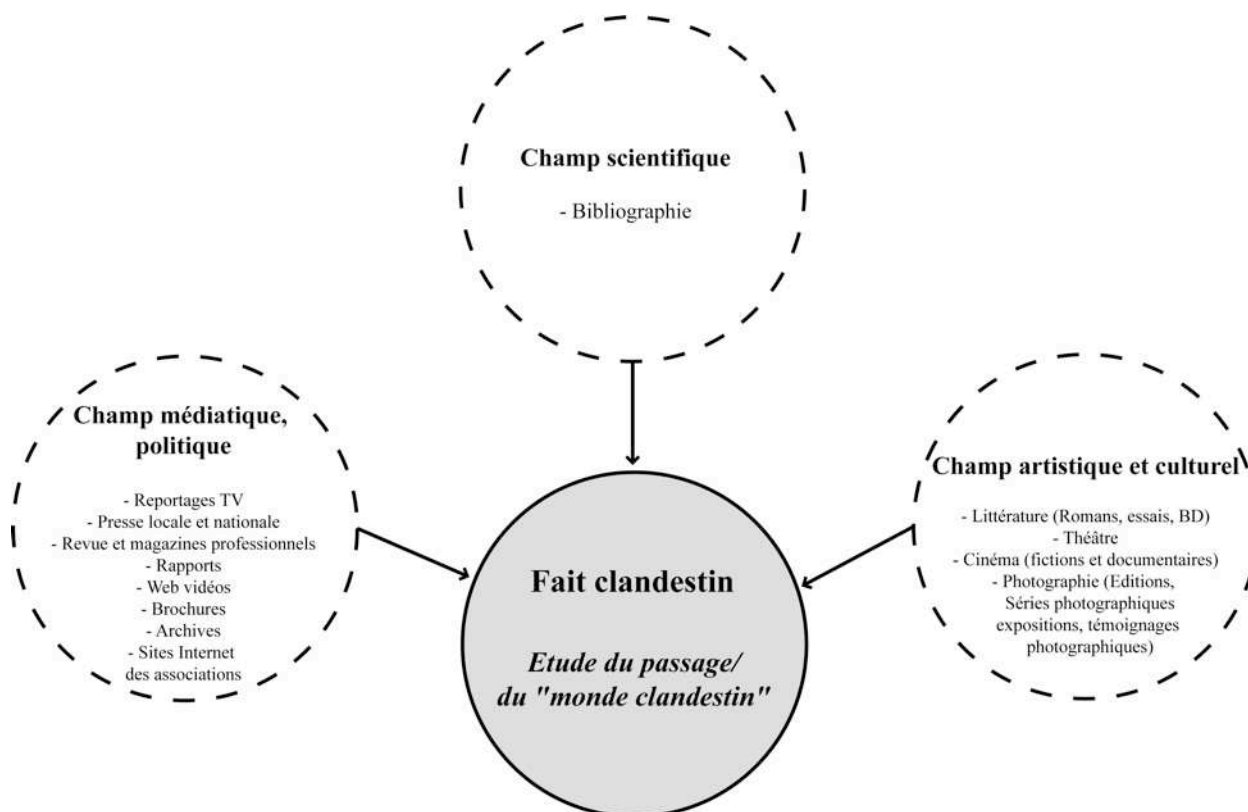 Champ scientifique
- Bibliographie
Champ médiatique,
politique
- Reportages TV
- Presse locale et nationale
- Revue et magazines professionnels
- Rapports
- Web vidéos
- Brochures
- Archives
- Sites Internet
des associations
Champ artistique et culturel
- Littérature (Romans, essais, BD)
- Théâtre
- Cinéma (fictions et documentaires)
- Photographie (Editions,
Séries photographiques
expositions, témoignages
photographiques)
Fait clandestin
Etude du passage/
du "monde clandestin"